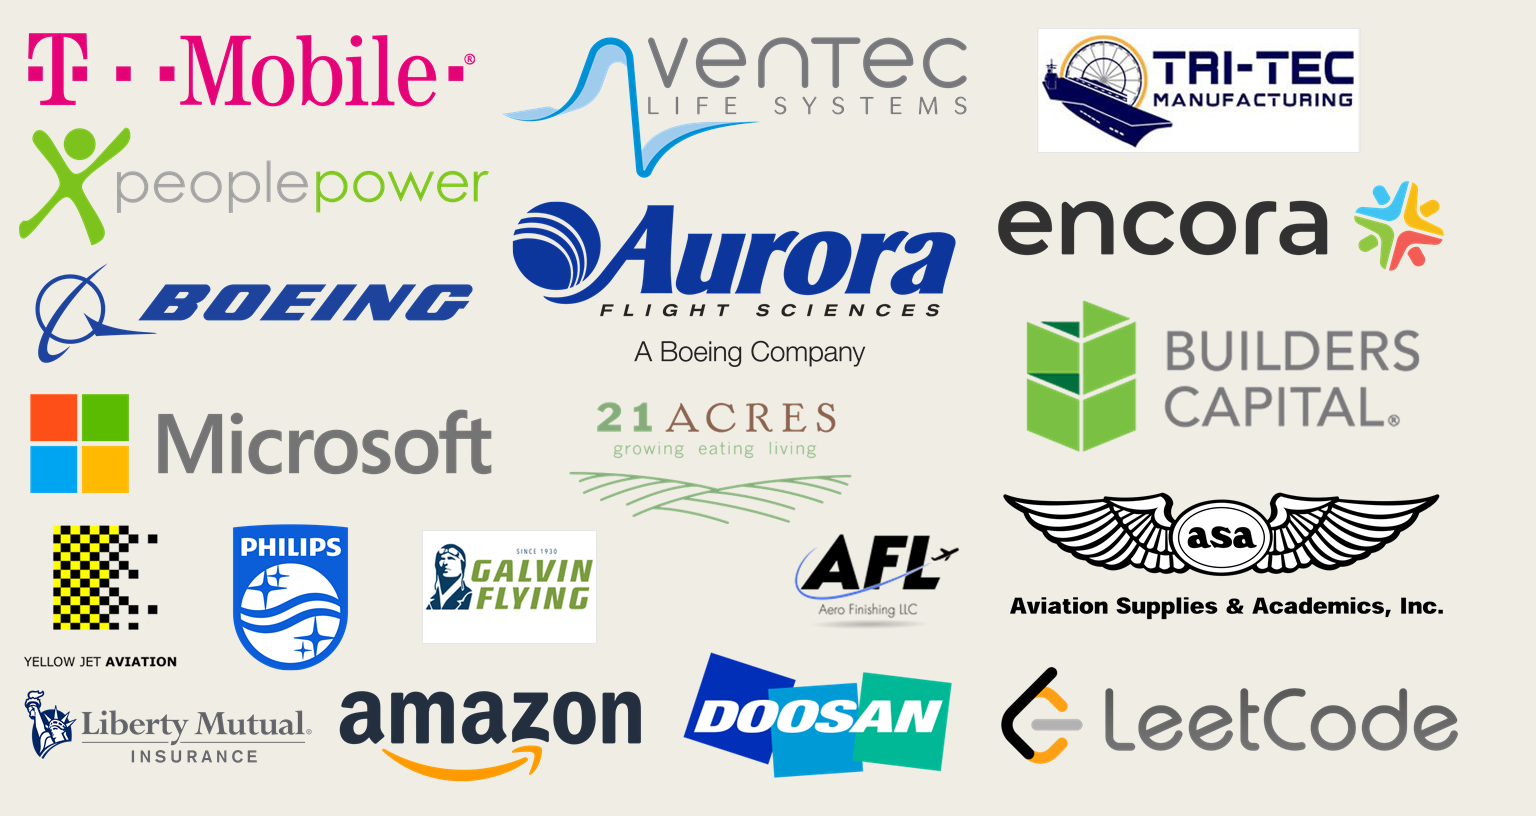 T··Mobile·®
peoplepower
BOEING
Microsoft
YELLOW JET AVIATION
PHILIPS
SINCE 1930
GALVIN
FLYING
Liberty Mutual®
INSURANCE
amazon
venTec
LIFE SYSTEMS
Aurora
FLIGHT SCIENCES
A Boeing Company
21 ACRES
growing eating living
AFL
Aero Finishing LLC
DOOSAN
TRI-TEC
MANUFACTURING
encora
BUILDERS
CAPITAL®
asa
Aviation Supplies & Academics, Inc.
LeetCode